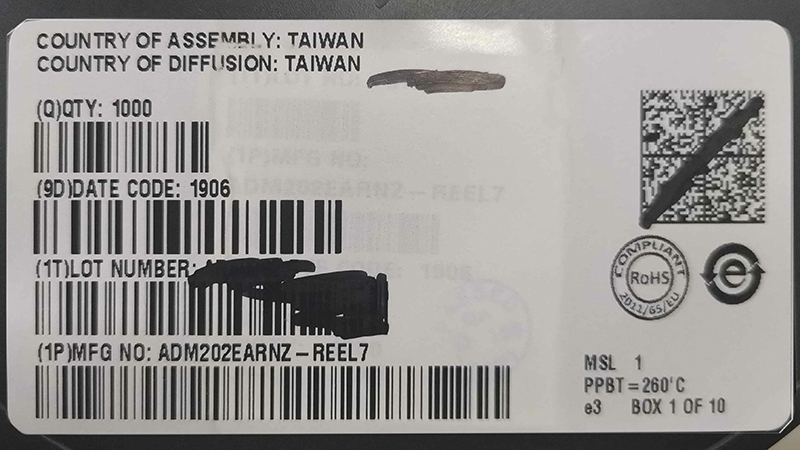 COUNTRY OF ASSEMBLY: TAIWAN
COUNTRY OF DIFFUSION: TAIWAN
(Q)QTY: 1000
(9D)DATE CODE: 1906
(1T)LOT NUMBER:
(1P)MFG NO: ADM202EARNZ-REEL7
COMPLIANT
RoHS
2011/65/EU
e
MSL 1
PPBT=260°C
e3 BOX 1 OF 10